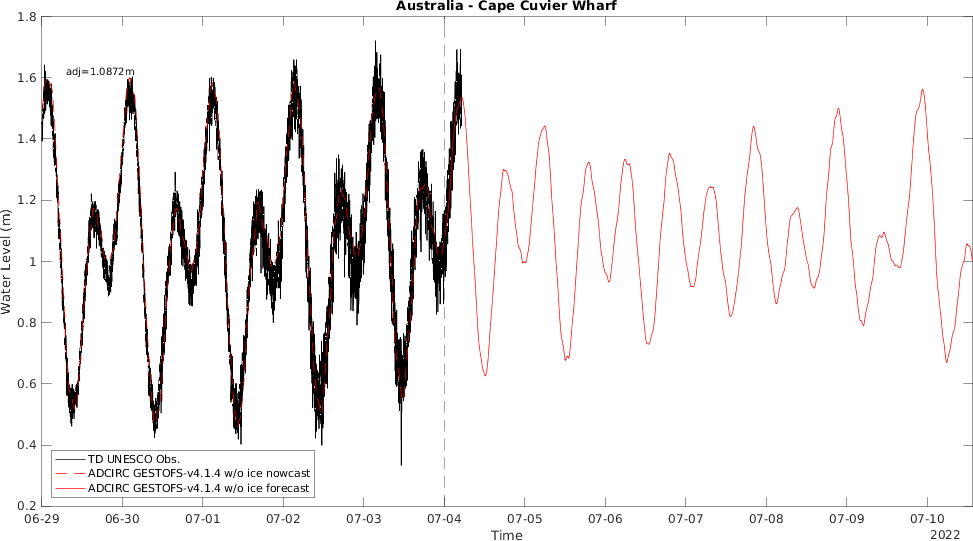 Australia - Cape Cuvier Wharf
1.8
1.6
1.4
1.2
1
0.8
0.6
0.4
0.2
Water Level (m)
adj=1.0872m
TD UNESCO Obs.
ADCIRC GESTOFS-v4.1.4 w/o ice nowcast
ADCIRC GESTOFS-v4.1.4 w/o ice forecast
06-29 06-30 07-01 07-02 07-03 07-04 07-05 07-06 07-07 07-08 07-09 07-10
Time
2022